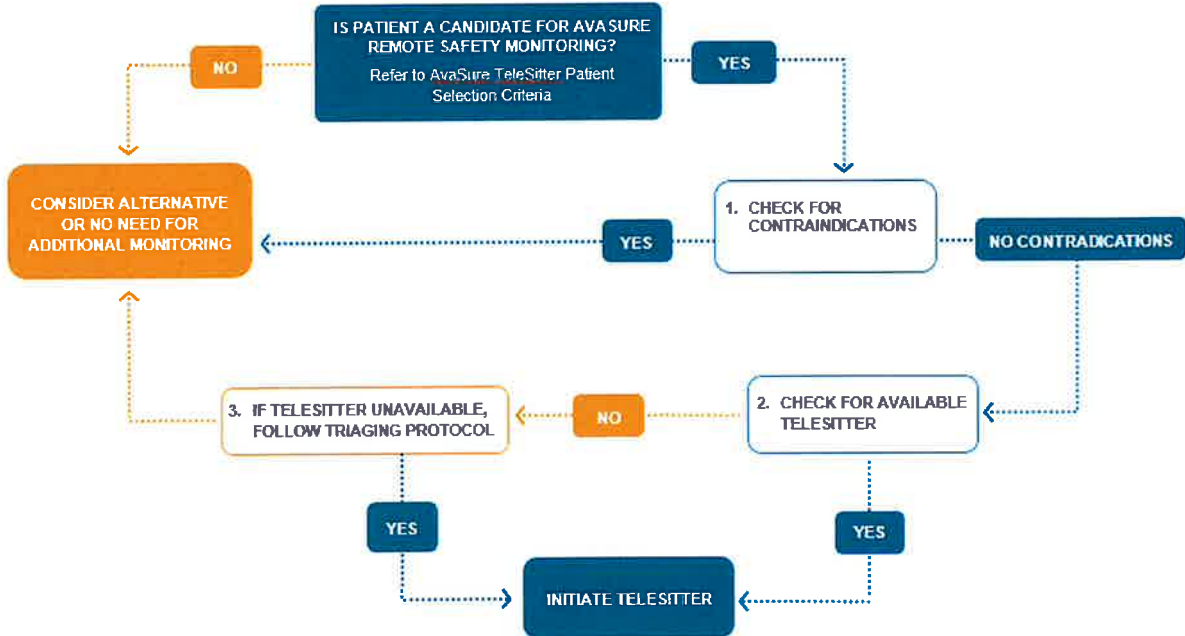 IS PATIENT A CANDIDATE FOR AVASURE
REMOTE SAFETY MONITORING?
Refer to AvaSure TeleSitter Patient
Selection Criteria
NO
YES
CONSIDER ALTERNATIVE
OR NO NEED FOR
ADDITIONAL MONITORING
1. CHECK FOR
CONTRAINDICATIONS
YES
NO CONTRADICATIONS
3. IF TELESITTER UNAVAILABLE,
FOLLOW TRIAGING PROTOCOL
NO
2. CHECK FOR AVAILABLE
TELESITTER
YES
YES
INITIATE TELESITTER